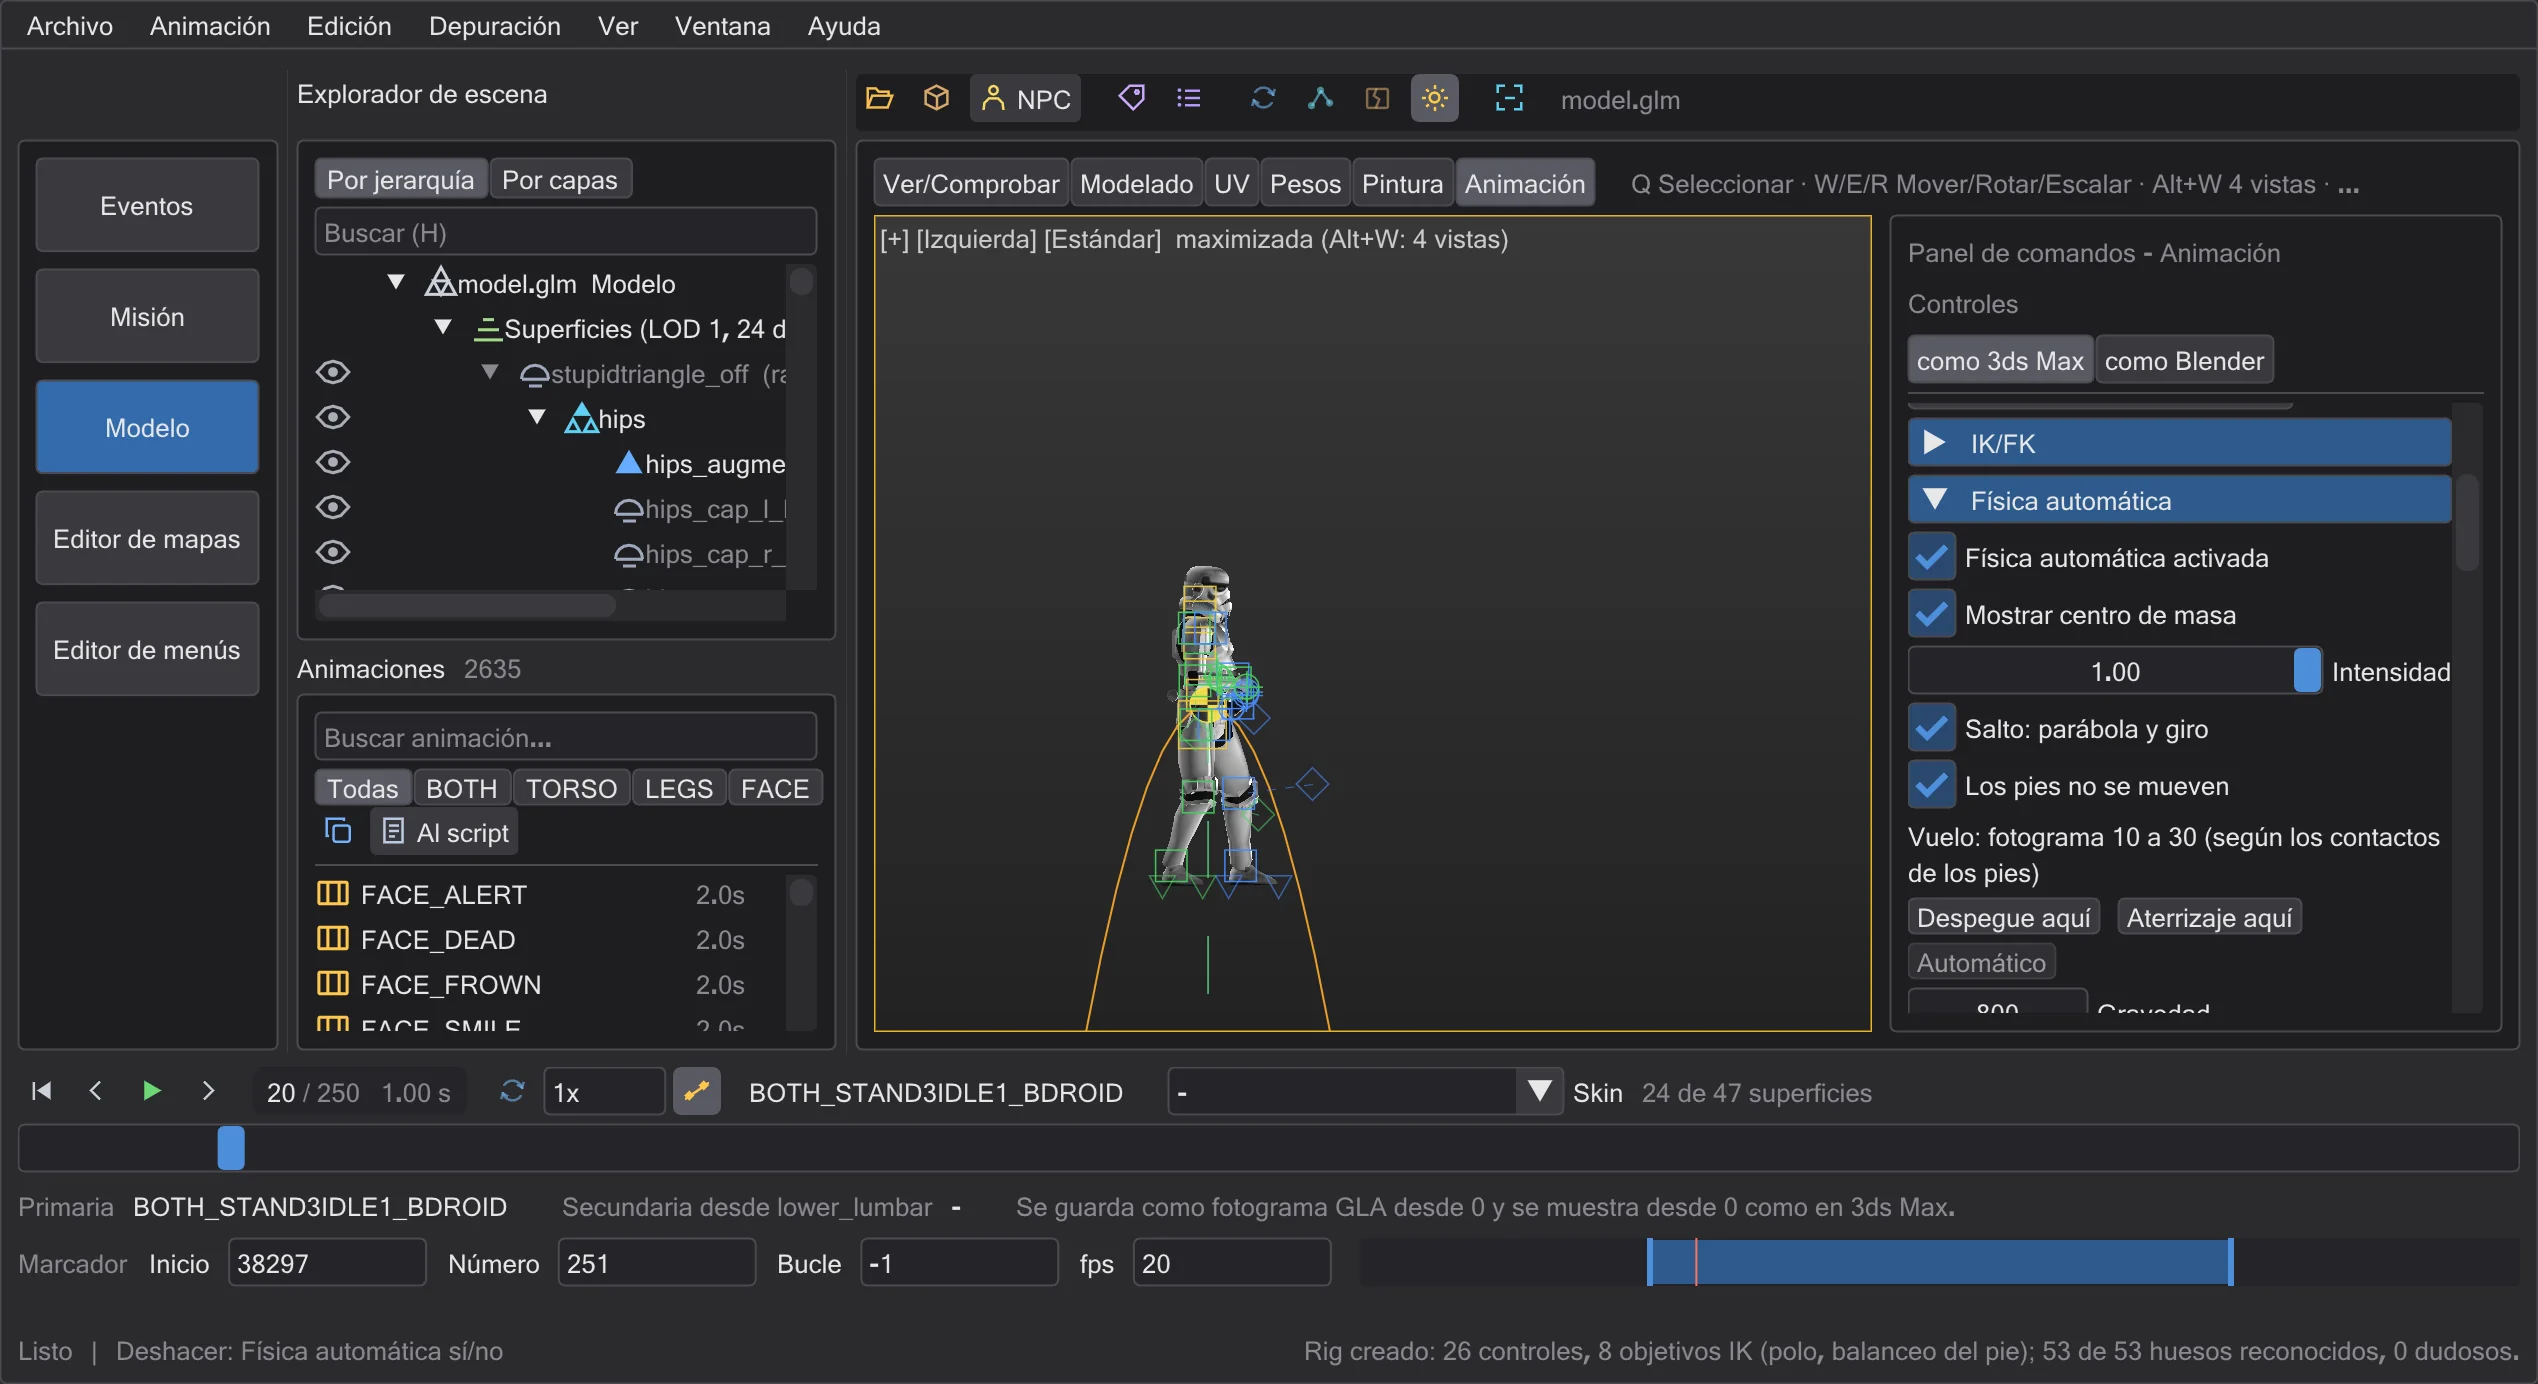 Archivo Animación Edición Depuración Ver Ventana Ayuda
Explorador de escena
NPC
model.glm
Eventos
Misión
Modelo
Editor de mapas
Editor de menús
Por jerarquía Por capas
Buscar (H)
model.glm Modelo
Superficies (LOD 1, 24 d
stupidtriangle_off (ra
hips
hips_augme
hips_cap_l_
hips_cap_r_
Animaciones 2635
Buscar animación...
Todas BOTH TORSO LEGS FACE
AI script
FACE_ALERT 2.0s
FACE_DEAD 2.0s
FACE_FROWN 2.0s
FACE_SMILE 2.0s
Ver/Comprobar Modelado UV Pesos Pintura Animación Q Seleccionar · W/E/R Mover/Rotar/Escalar · Alt+W 4 vistas · ...
[+] [Izquierda] [Estándar] maximizada (Alt+W: 4 vistas)
Panel de comandos - Animación
Controles
como 3ds Max como Blender
IK/FK
Física automática
Física automática activada
Mostrar centro de masa
1.00 Intensidad
Salto: parábola y giro
Los pies no se mueven
Vuelo: fotograma 10 a 30 (según los contactos
de los pies)
Despegue aquí Aterrizaje aquí
Automático
800 Gravedad
20 / 250 1.00 s 1x BOTH_STAND3IDLE1_BDROID - Skin 24 de 47 superficies
Primaria BOTH_STAND3IDLE1_BDROID Secundaria desde lower_lumbar - Se guarda como fotograma GLA desde 0 y se muestra desde 0 como en 3ds Max.
Marcador Inicio 38297 Número 251 Bucle -1 fps 20
Listo | Deshacer: Física automática sí/no Rig creado: 26 controles, 8 objetivos IK (polo, balanceo del pie); 53 de 53 huesos reconocidos, 0 dudosos.